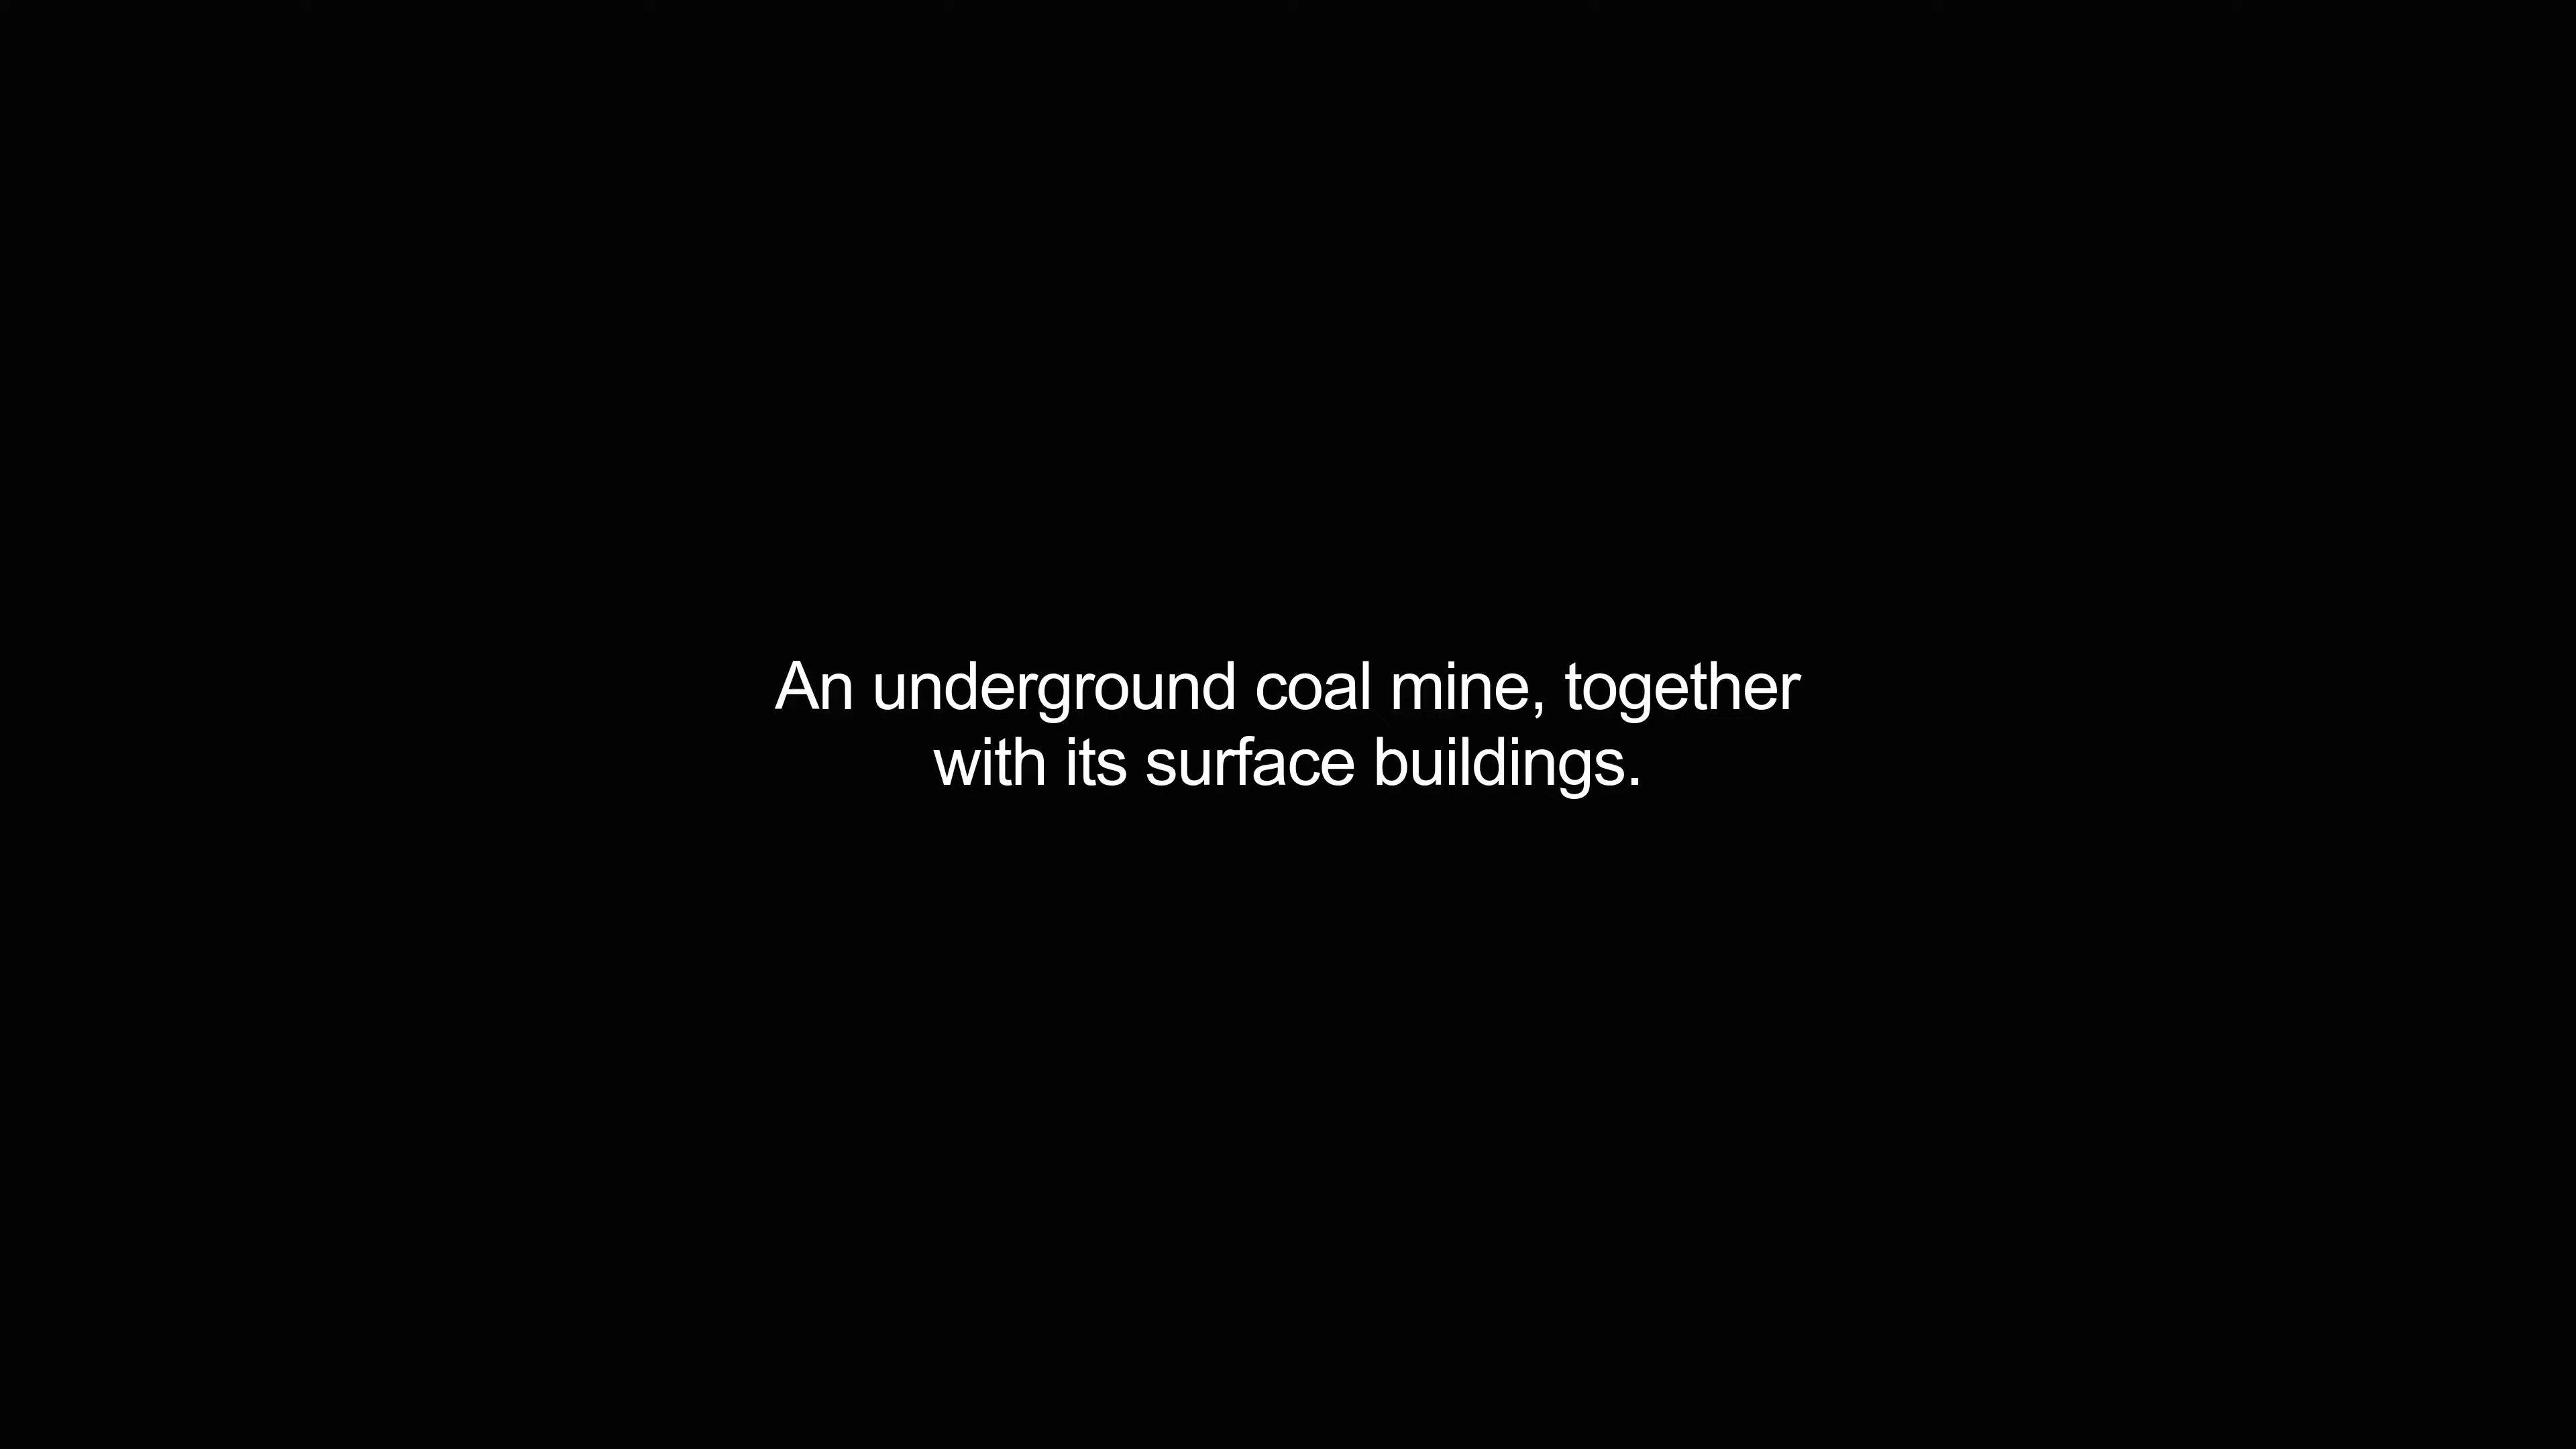 An underground coal mine, together
with its surface buildings.